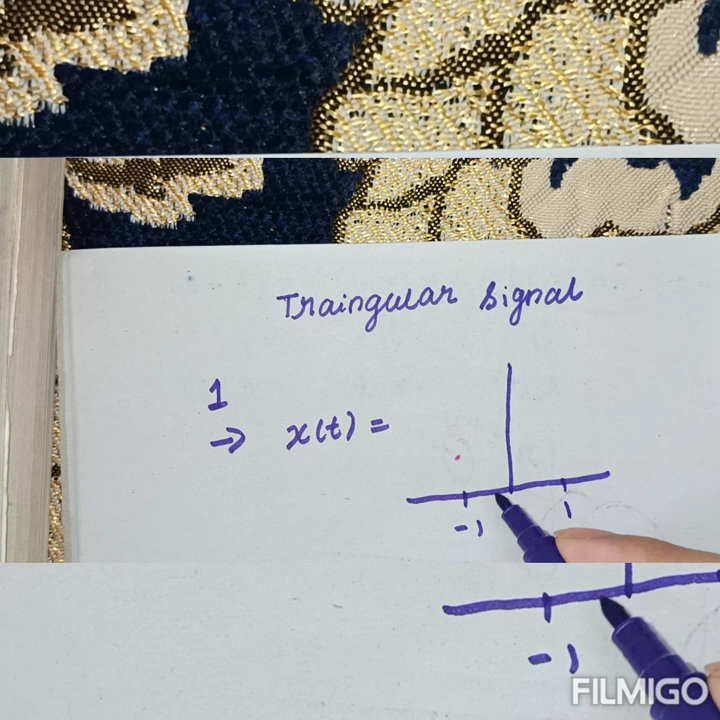 Traingular signal
1
→ x(t) =
-1 1
-1
FILMIGO